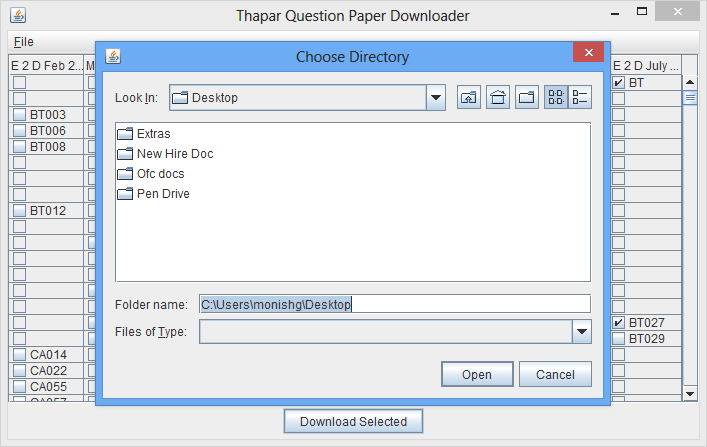 Thapar Question Paper Downloader
File
E 2 D Feb 2...
E 2 D July ...
BT
BT003
BT006
BT008
BT012
BT027
BT029
CA014
CA022
CA055
Choose Directory
Look In:
Desktop
Extras
New Hire Doc
Ofc docs
Pen Drive
Folder name:
C:\Users\monishg\Desktop
Files of Type:
Open
Cancel
Download Selected